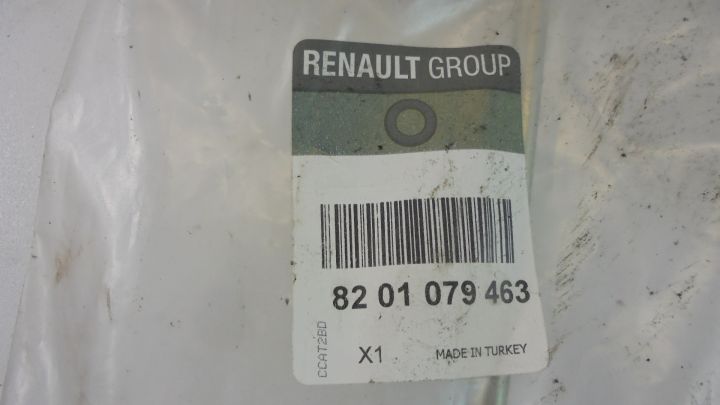 RENAULT GROUP
82 01 079 463
CCAT2BD
X1
MADE IN TURKEY